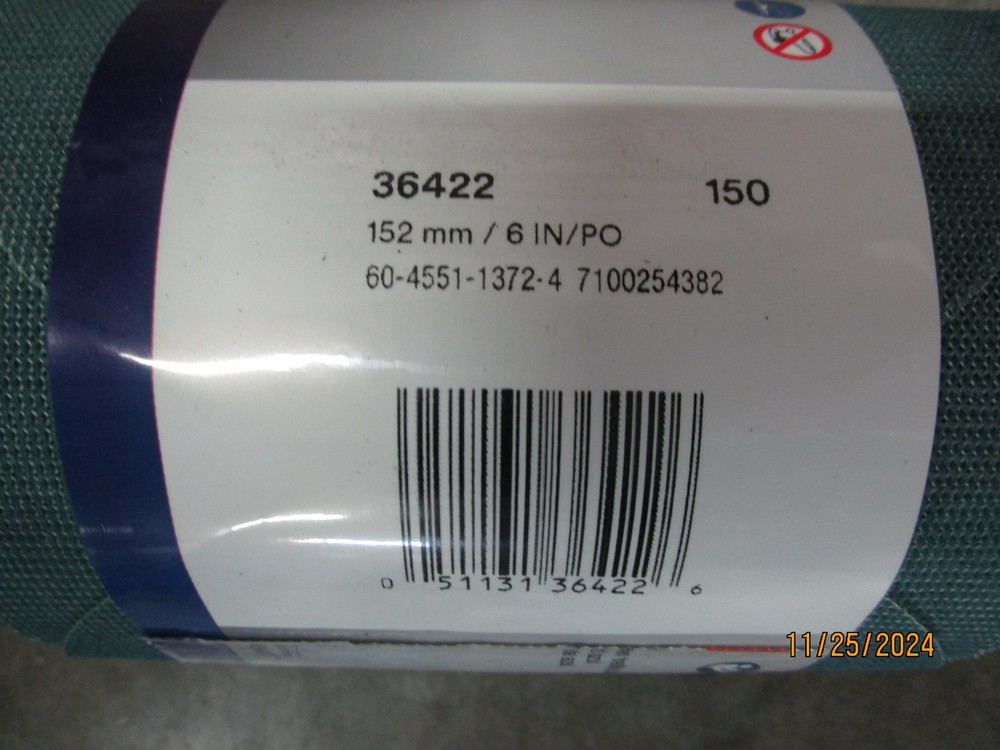 36422 150
152 mm / 6 IN/PO
60-4551-1372-4 7100254382
0 51131 36422 6
11/25/2024